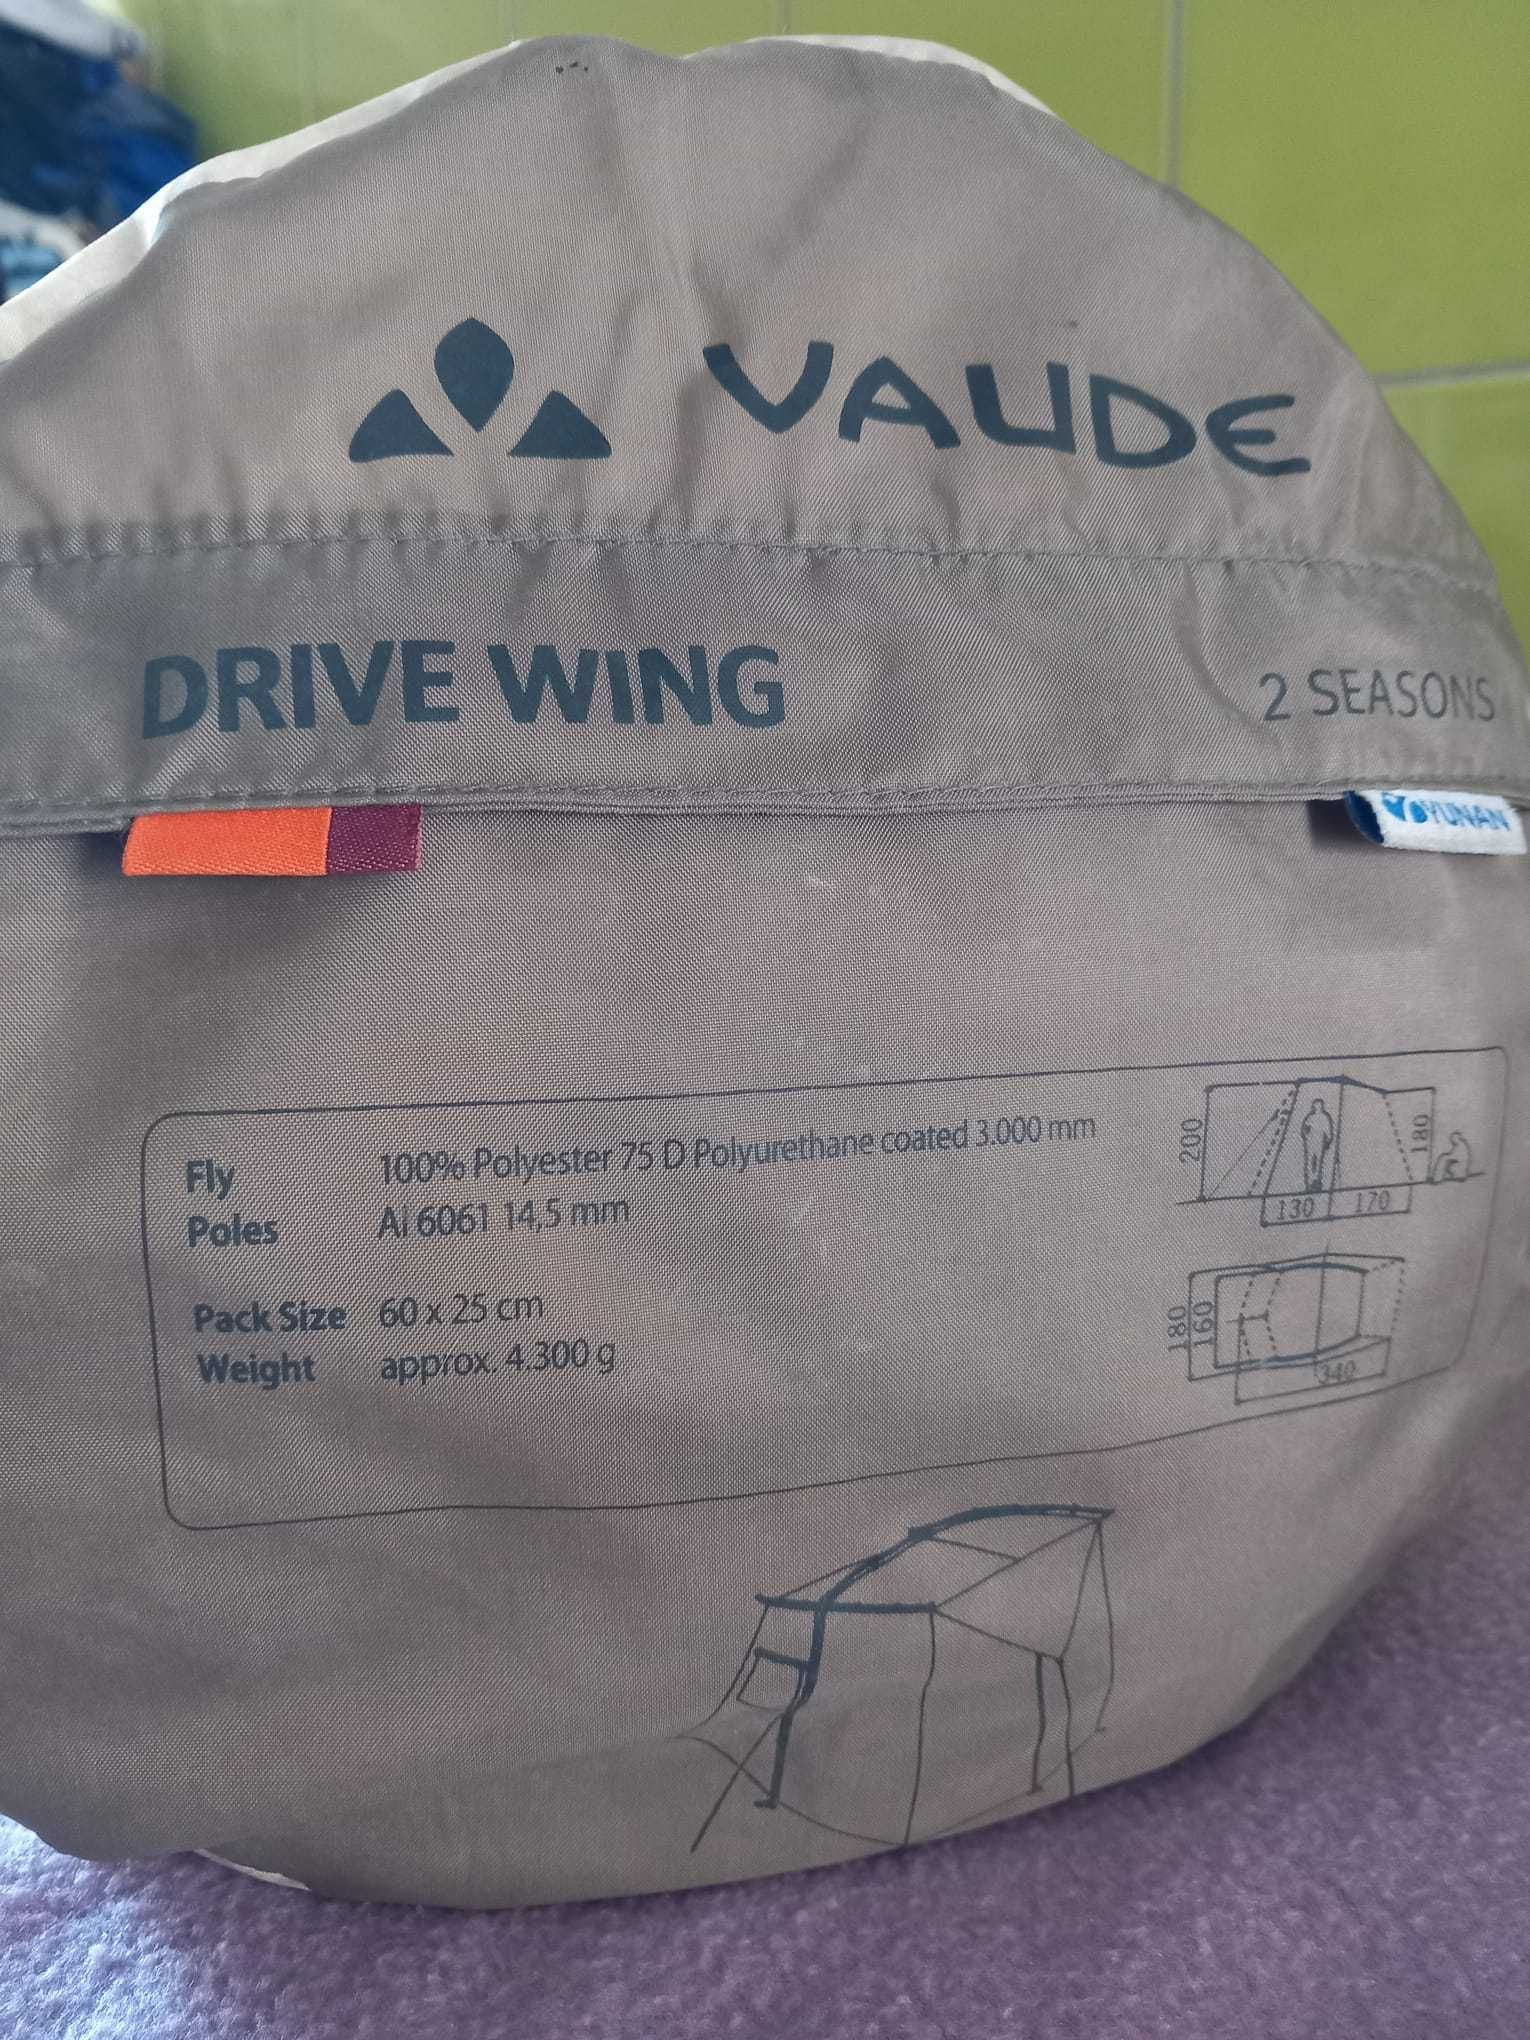 VAUDE
DRIVE WING 2 SEASONS
YUNAN
Fly 100% Polyester 75 D Polyurethane coated 3.000 mm
Poles Al 6061 14,5 mm
Pack Size 60 x 25 cm
Weight approx. 4.300 g
200
180
130
170
180
160
340